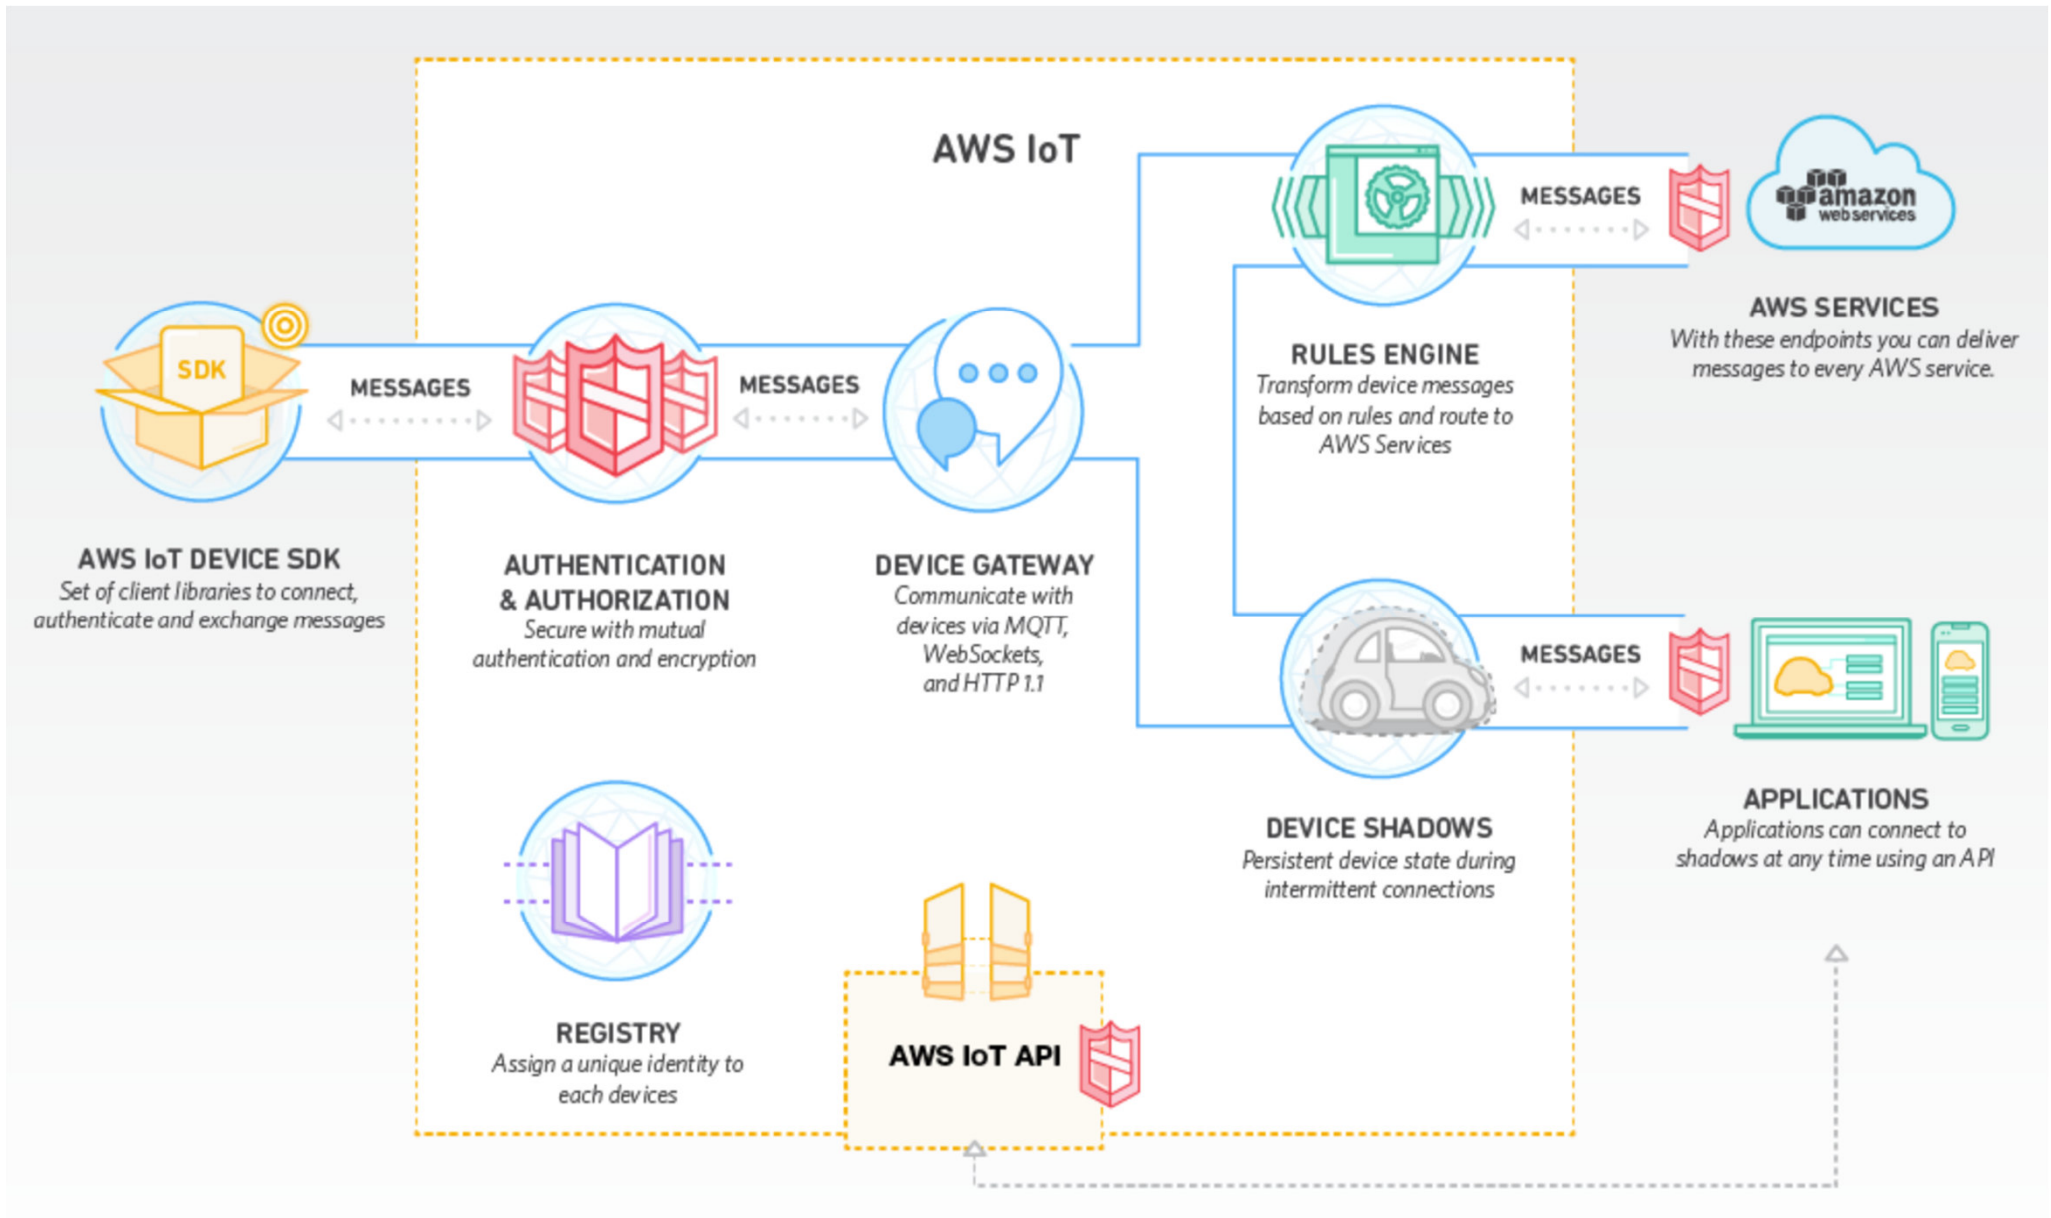 AWS IoT
SDK
MESSAGES
MESSAGES
MESSAGES
amazon
webservices
AWS SERVICES
With these endpoints you can deliver
messages to every AWS service.
RULES ENGINE
Transform device messages
based on rules and route to
AWS Services
AWS IoT DEVICE SDK
Set of client libraries to connect,
authenticate and exchange messages
AUTHENTICATION
& AUTHORIZATION
Secure with mutual
authentication and encryption
DEVICE GATEWAY
Communicate with
devices via MQTT,
WebSockets,
and HTTP 1.1
MESSAGES
DEVICE SHADOWS
Persistent device state during
intermittent connections
APPLICATIONS
Applications can connect to
shadows at any time using an API
REGISTRY
Assign a unique identity to
each devices
AWS IoT API